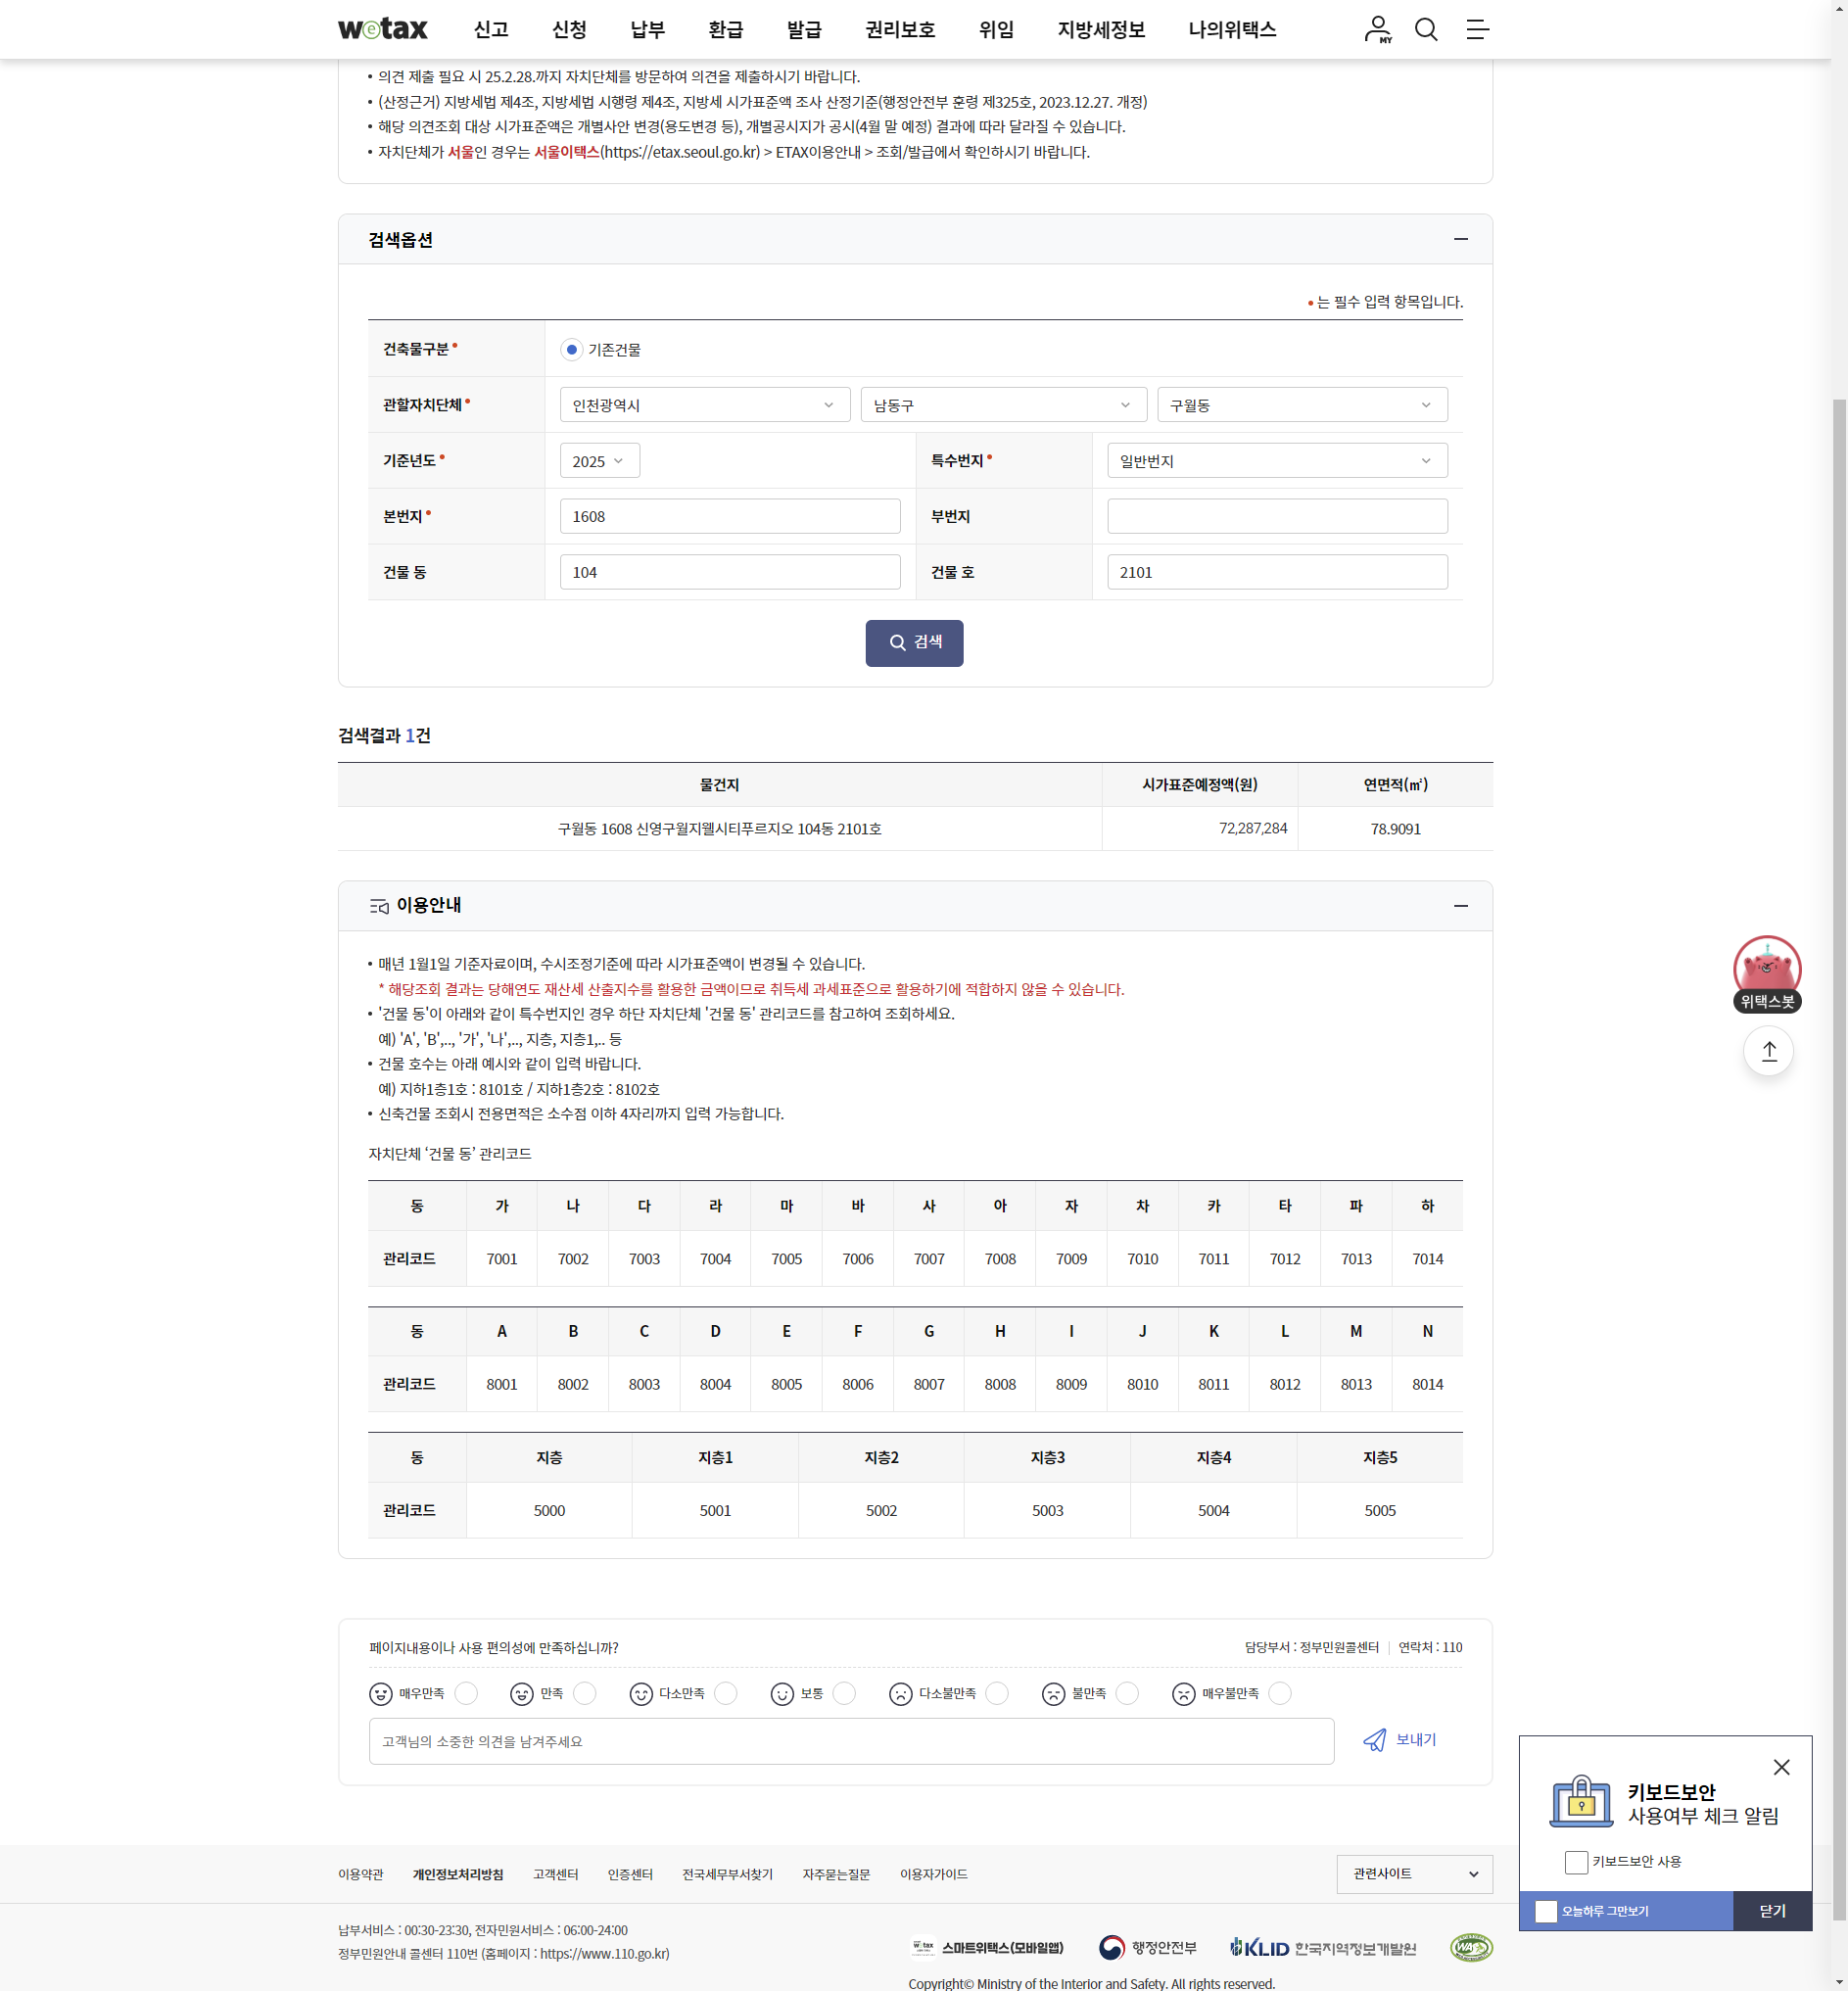 wetax 신고 신청 납부 환급 발급 권리보호 위임 지방세정보 나의위택스 MY
• 의견 제출 필요 시 25.2.28.까지 자치단체를 방문하여 의견을 제출하시기 바랍니다.
• (산정근거) 지방세법 제4조, 지방세법 시행령 제4조, 지방세 시가표준액 조사 산정기준(행정안전부 훈령 제325호, 2023.12.27. 개정)
• 해당 의견조회 대상 시가표준액은 개별사안 변경(용도변경 등), 개별공시지가 공시(4월 말 예정) 결과에 따라 달라질 수 있습니다.
• 자치단체가 서울인 경우는 서울이택스(https://etax.seoul.go.kr) > ETAX이용안내 > 조회/발급에서 확인하시기 바랍니다.
검색옵션
• 는 필수 입력 항목입니다.
건축물구분• 기존건물
관할자치단체• 인천광역시 남동구 구월동
기준년도• 2025 특수번지• 일반번지
본번지• 1608 부번지
건물 동 104 건물 호 2101
검색
검색결과 1건
물건지 시가표준예정액(원) 연면적(㎡)
구월동 1608 신영구월지웰시티푸르지오 104동 2101호 72,287,284 78.9091
이용안내
• 매년 1월1일 기준자료이며, 수시조정기준에 따라 시가표준액이 변경될 수 있습니다.
* 해당조회 결과는 당해연도 재산세 산출지수를 활용한 금액이므로 취득세 과세표준으로 활용하기에 적합하지 않을 수 있습니다.
• '건물 동'이 아래와 같이 특수번지인 경우 하단 자치단체 '건물 동' 관리코드를 참고하여 조회하세요.
예) 'A', 'B',.., '가', '나',.., 지층, 지층1,.. 등
• 건물 호수는 아래 예시와 같이 입력 바랍니다.
예) 지하1층1호 : 8101호 / 지하1층2호 : 8102호
• 신축건물 조회시 전용면적은 소수점 이하 4자리까지 입력 가능합니다.
위택스봇
자치단체 ‘건물 동’ 관리코드
동 가 나 다 라 마 바 사 아 자 차 카 타 파 하
관리코드 7001 7002 7003 7004 7005 7006 7007 7008 7009 7010 7011 7012 7013 7014
동 A B C D E F G H I J K L M N
관리코드 8001 8002 8003 8004 8005 8006 8007 8008 8009 8010 8011 8012 8013 8014
동 지층 지층1 지층2 지층3 지층4 지층5
관리코드 5000 5001 5002 5003 5004 5005
페이지내용이나 사용 편의성에 만족하십니까? 담당부서 : 정부민원콜센터 | 연락처 : 110
매우만족 만족 다소만족 보통 다소불만족 불만족 매우불만족
고객님의 소중한 의견을 남겨주세요 보내기
키보드보안
사용여부 체크 알림
키보드보안 사용
오늘하루 그만보기 닫기
이용약관 개인정보처리방침 고객센터 인증센터 전국세무부서찾기 자주묻는질문 이용자가이드 관련사이트
납부서비스 : 00:30-23:30, 전자민원서비스 : 06:00-24:00
정부민원안내 콜센터 110번 (홈페이지 : https://www.110.go.kr)
wetax 스마트위택스(모바일앱) 행정안전부 KLID 한국지역정보개발원 WA
Copyright© Ministry of the Interior and Safety. All rights reserved.